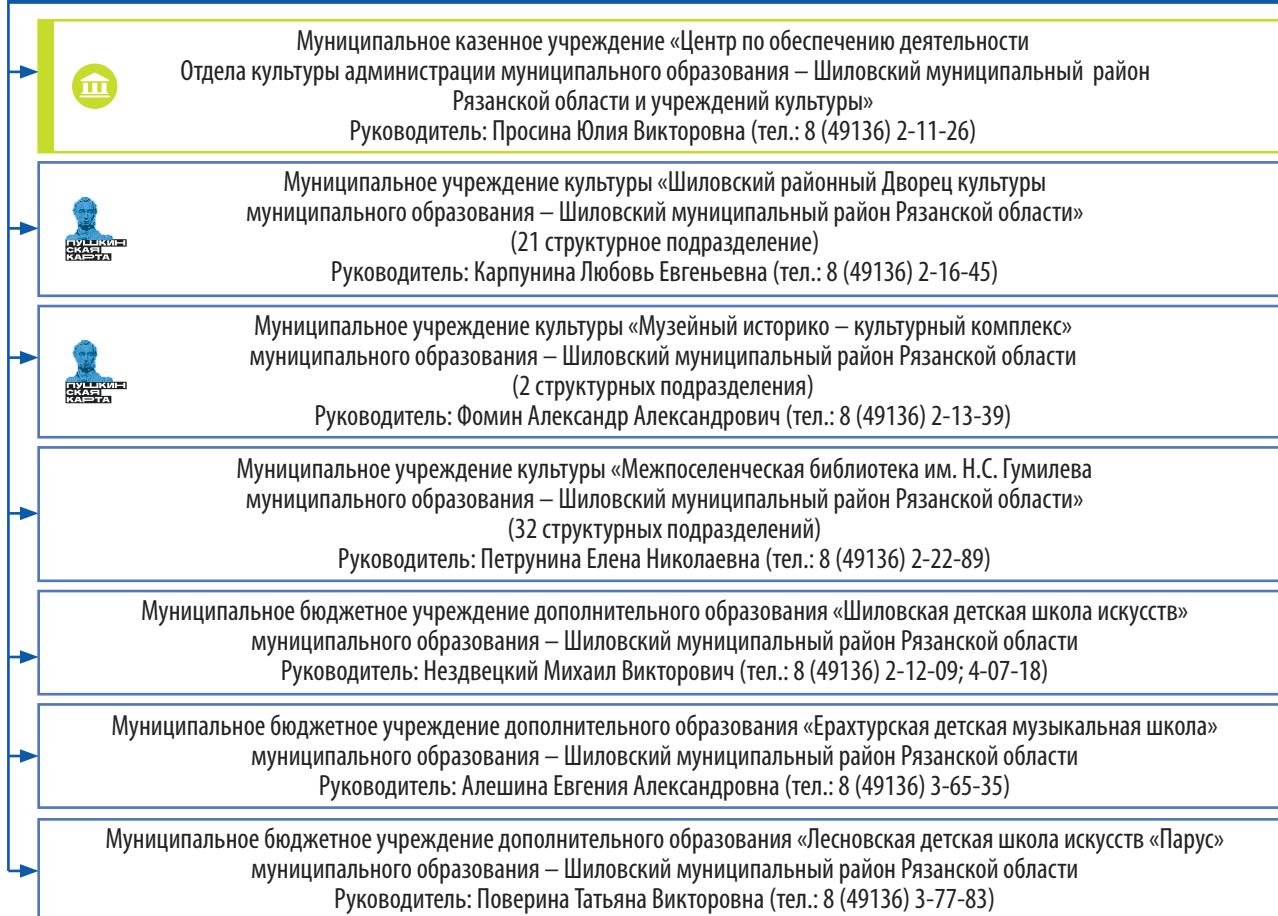 Муниципальное казенное учреждение «Центр по обеспечению деятельности
Отдела культуры администрации муниципального образования – Шиловский муниципальный район
Рязанской области и учреждений культуры»
Руководитель: Просина Юлия Викторовна (тел.: 8 (49136) 2-11-26)
ПУШКИН
СКАЯ
КАРТА
Муниципальное учреждение культуры «Шиловский районный Дворец культуры
муниципального образования – Шиловский муниципальный район Рязанской области»
(21 структурное подразделение)
Руководитель: Карпунина Любовь Евгеньевна (тел.: 8 (49136) 2-16-45)
ПУШКИН
СКАЯ
КАРТА
Муниципальное учреждение культуры «Музейный историко – культурный комплекс»
муниципального образования – Шиловский муниципальный район Рязанской области
(2 структурных подразделения)
Руководитель: Фомин Александр Александрович (тел.: 8 (49136) 2-13-39)
Муниципальное учреждение культуры «Межпоселенческая библиотека им. Н.С. Гумилева
муниципального образования – Шиловский муниципальный район Рязанской области»
(32 структурных подразделений)
Руководитель: Петрунина Елена Николаевна (тел.: 8 (49136) 2-22-89)
Муниципальное бюджетное учреждение дополнительного образования «Шиловская детская школа искусств»
муниципального образования – Шиловский муниципальный район Рязанской области
Руководитель: Нездвецкий Михаил Викторович (тел.: 8 (49136) 2-12-09; 4-07-18)
Муниципальное бюджетное учреждение дополнительного образования «Ерахтурская детская музыкальная школа»
муниципального образования – Шиловский муниципальный район Рязанской области
Руководитель: Алешина Евгения Александровна (тел.: 8 (49136) 3-65-35)
Муниципальное бюджетное учреждение дополнительного образования «Лесновская детская школа искусств «Парус»
муниципального образования – Шиловский муниципальный район Рязанской области
Руководитель: Поверина Татьяна Викторовна (тел.: 8 (49136) 3-77-83)